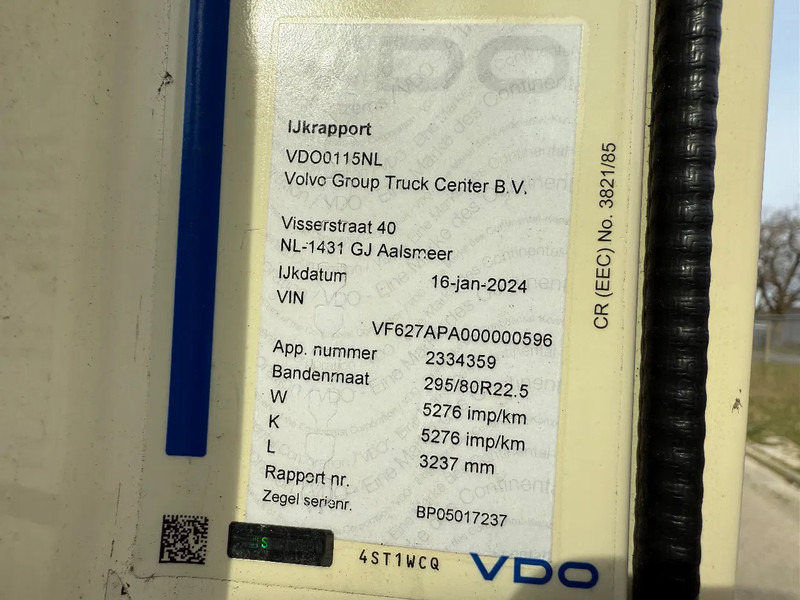 IJkrapport
VDO0115NL
Volvo Group Truck Center B.V.
Visserstraat 40
NL-1431 GJ Aalsmeer
IJkdatum 16-jan-2024
VIN
VF627APA000000596
App. nummer 2334359
Bandenmaat 295/80R22.5
W 5276 imp/km
K 5276 imp/km
L 3237 mm
Rapport nr.
Zegel serienr. BP05017237
4ST1WCQ
VDO
CR (EEC) No. 3821/85